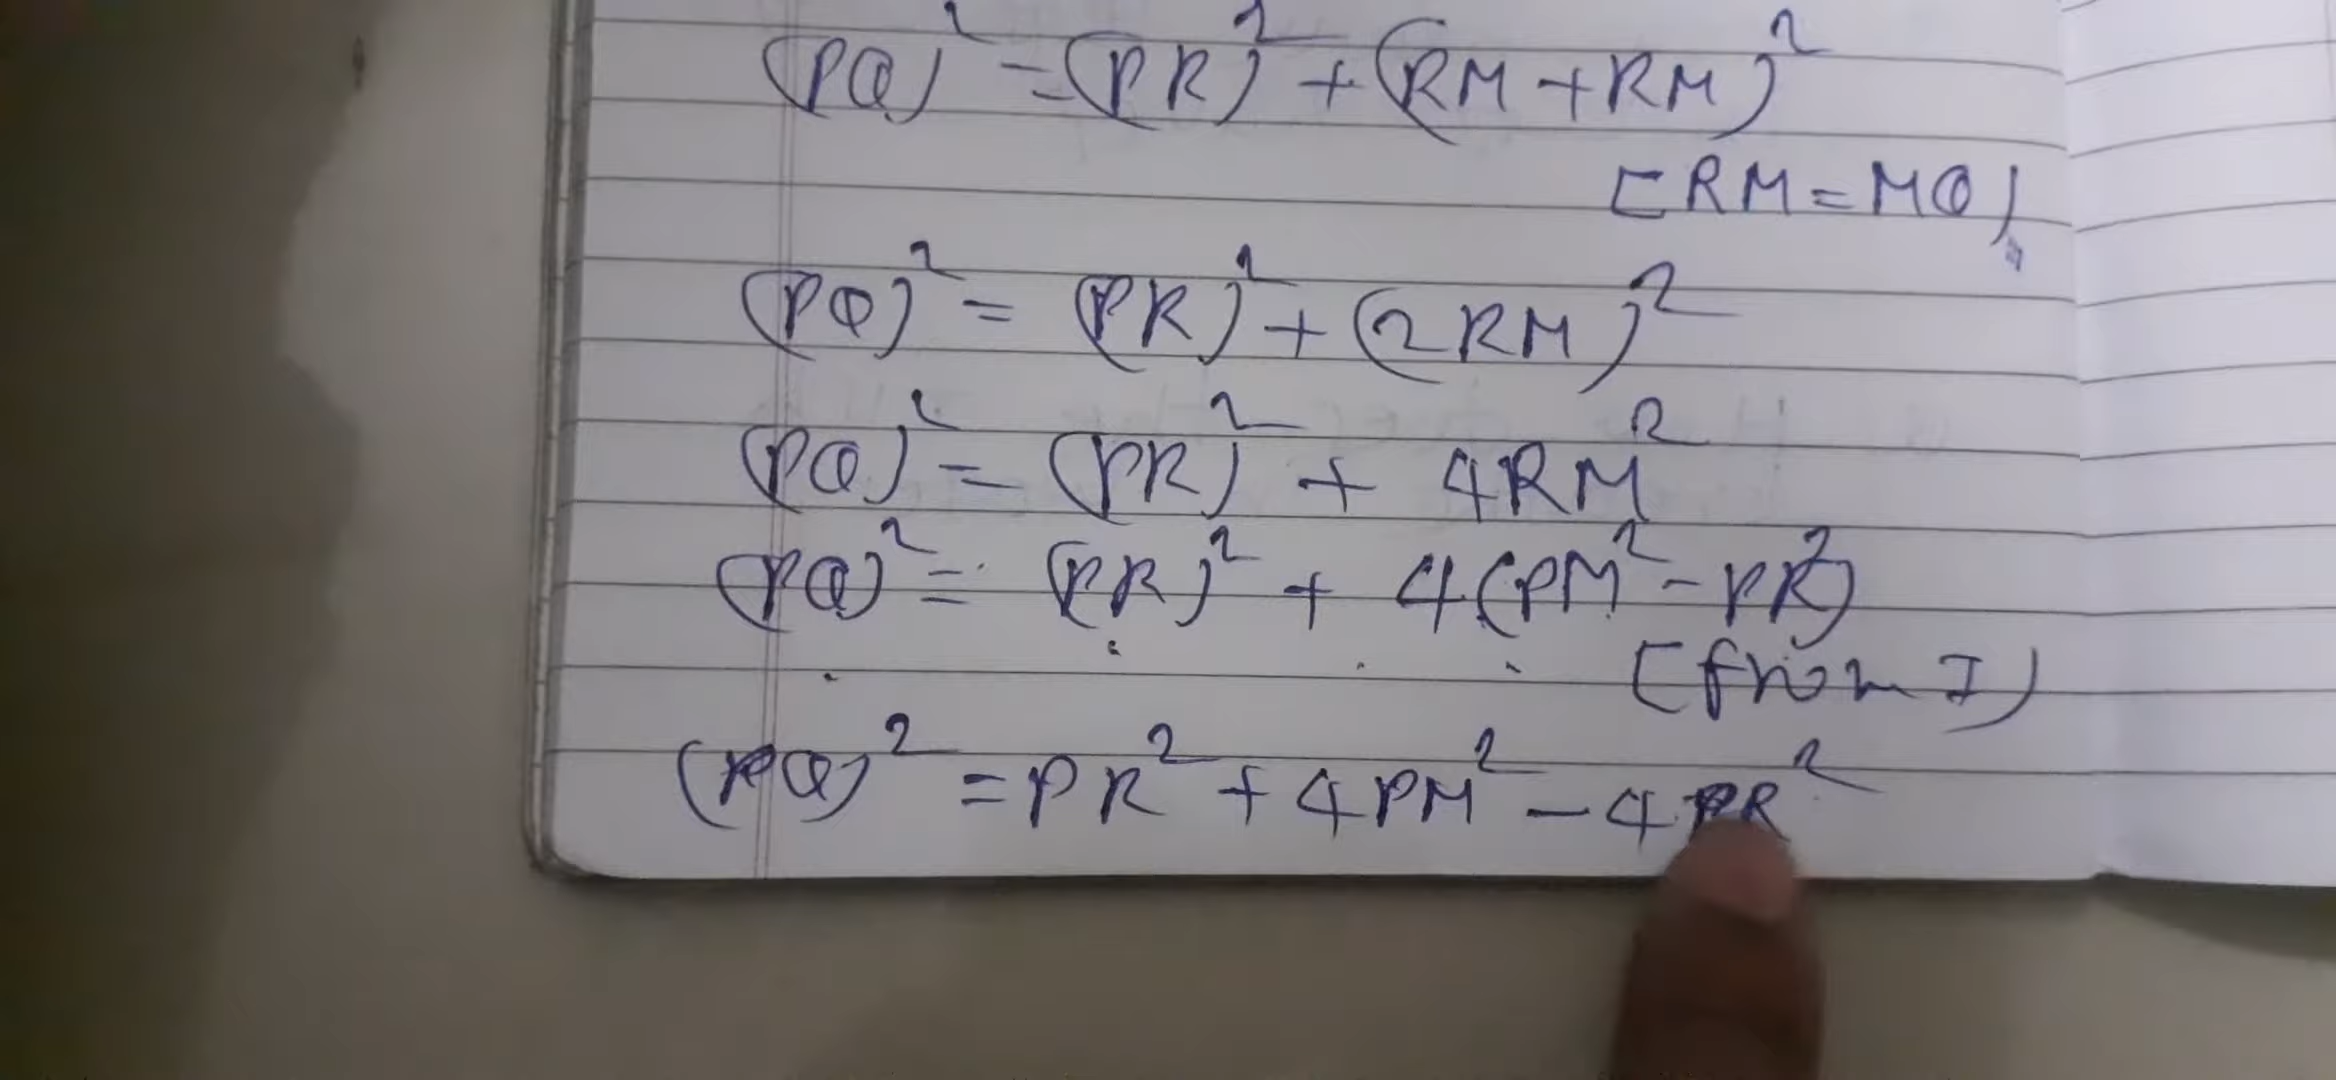 (PQ)² = (PR)² + (RM + RM)²
[RM = MQ]
(PQ)² = (PR)² + (2RM)²
(PQ)² = (PR)² + 4RM²
(PQ)² = (PR)² + 4(PM² - PR²)
[from I)
(PQ)² = PR² + 4PM² - 4PR²